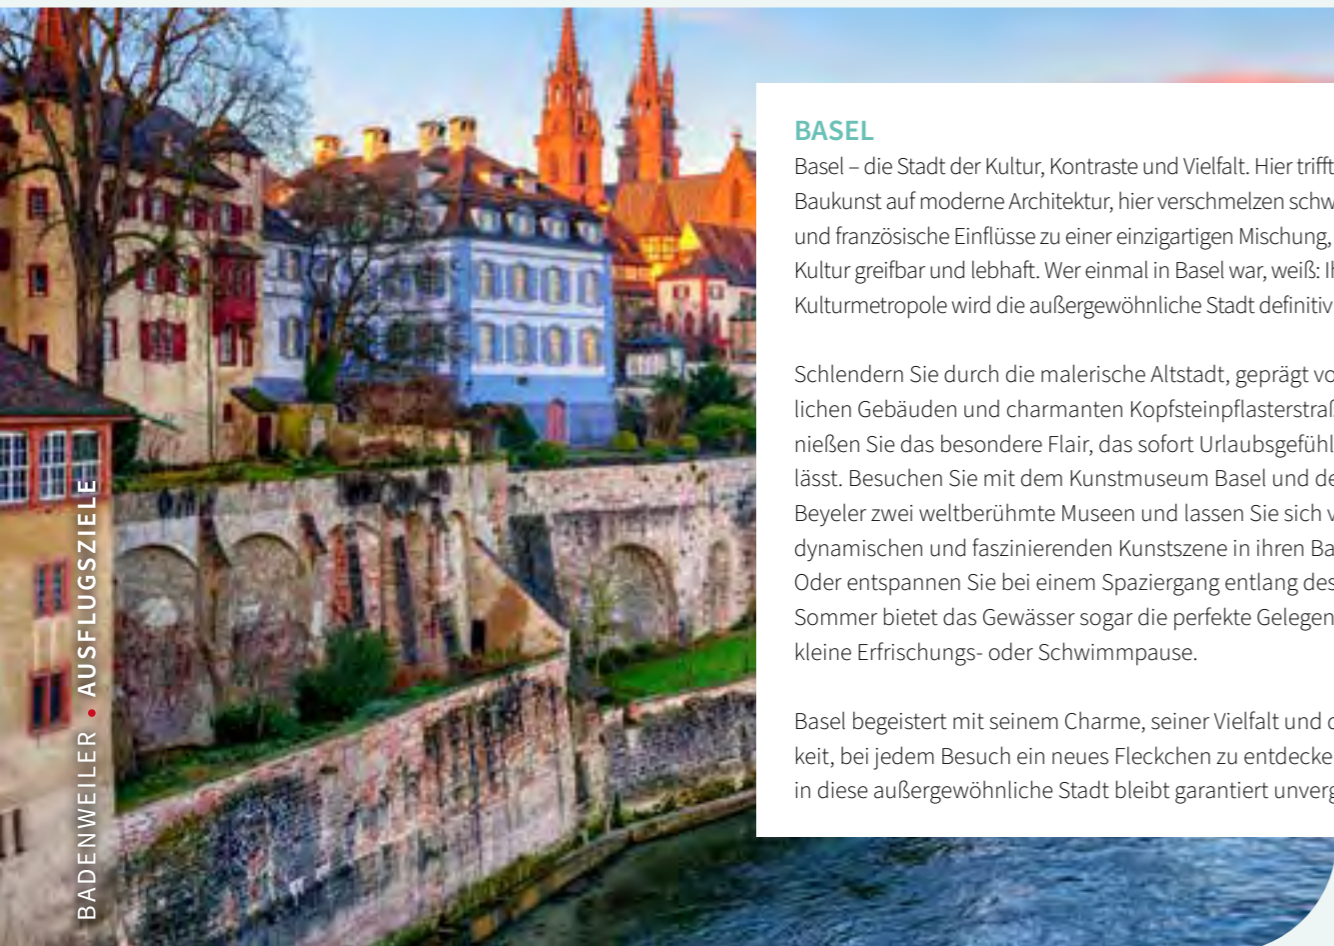 BASEL
Basel – die Stadt der Kultur, Kontraste und Vielfalt. Hier trifft
Baukunst auf moderne Architektur, hier verschmelzen schw
und französische Einflüsse zu einer einzigartigen Mischung,
Kultur greifbar und lebhaft. Wer einmal in Basel war, weiß: Ih
Kulturmetropole wird die außergewöhnliche Stadt definitiv
Schlendern Sie durch die malerische Altstadt, geprägt vo
lichen Gebäuden und charmanten Kopfsteinpflasterstraß
nießen Sie das besondere Flair, das sofort Urlaubsgefühl
lässt. Besuchen Sie mit dem Kunstmuseum Basel und de
Beyeler zwei weltberühmte Museen und lassen Sie sich v
dynamischen und faszinierenden Kunstszene in ihren Ba
Oder entspannen Sie bei einem Spaziergang entlang des
Sommer bietet das Gewässer sogar die perfekte Gelegen
kleine Erfrischungs- oder Schwimmpause.
Basel begeistert mit seinem Charme, seiner Vielfalt und d
keit, bei jedem Besuch ein neues Fleckchen zu entdecke
in diese außergewöhnliche Stadt bleibt garantiert unverg
BADENWEILER • AUSFLUGSZIELE